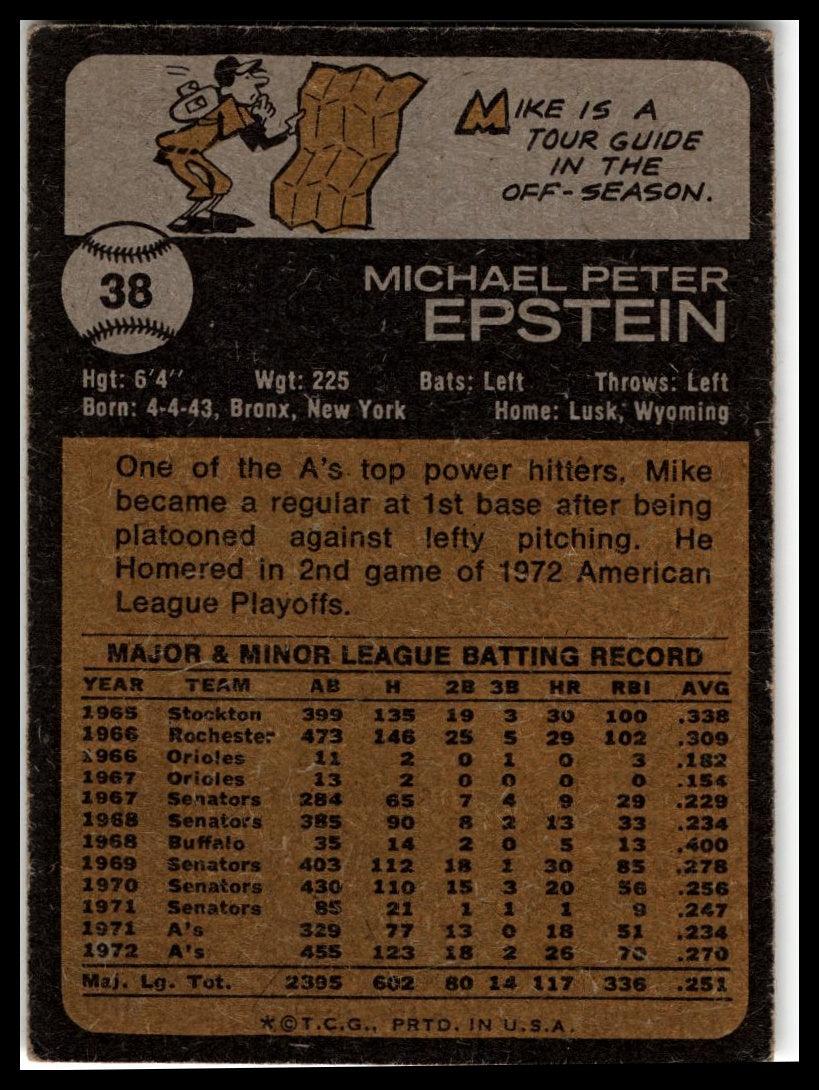 MIKE IS A
TOUR GUIDE
IN THE
OFF-SEASON.
38
MICHAEL PETER
EPSTEIN
Hgt: 6'4" Wgt: 225 Bats: Left Throws: Left
Born: 4-4-43, Bronx, New York Home: Lusk, Wyoming
One of the A's top power hitters, Mike
became a regular at 1st base after being
platooned against lefty pitching. He
Homered in 2nd game of 1972 American
League Playoffs.
MAJOR & MINOR LEAGUE BATTING RECORD
YEAR TEAM AB H 2B 3B HR RBI AVG
1965 Stockton 399 135 19 3 30 100 .338
1966 Rochester 473 146 25 5 29 102 .309
1966 Orioles 11 2 0 1 0 3 .182
1967 Orioles 13 2 0 0 0 0 .154
1967 Senators 284 65 7 4 9 29 .229
1968 Senators 385 90 8 2 13 33 .234
1968 Buffalo 35 14 2 0 5 13 .400
1969 Senators 403 112 18 1 30 85 .278
1970 Senators 430 110 15 3 20 56 .256
1971 Senators 85 21 1 1 1 9 .247
1971 A's 329 77 13 0 18 51 .234
1972 A's 455 123 18 2 26 70 .270
Maj. Lg. Tot. 2395 602 80 14 117 336 .251
*©T.C.G., PRTD. IN U.S.A.